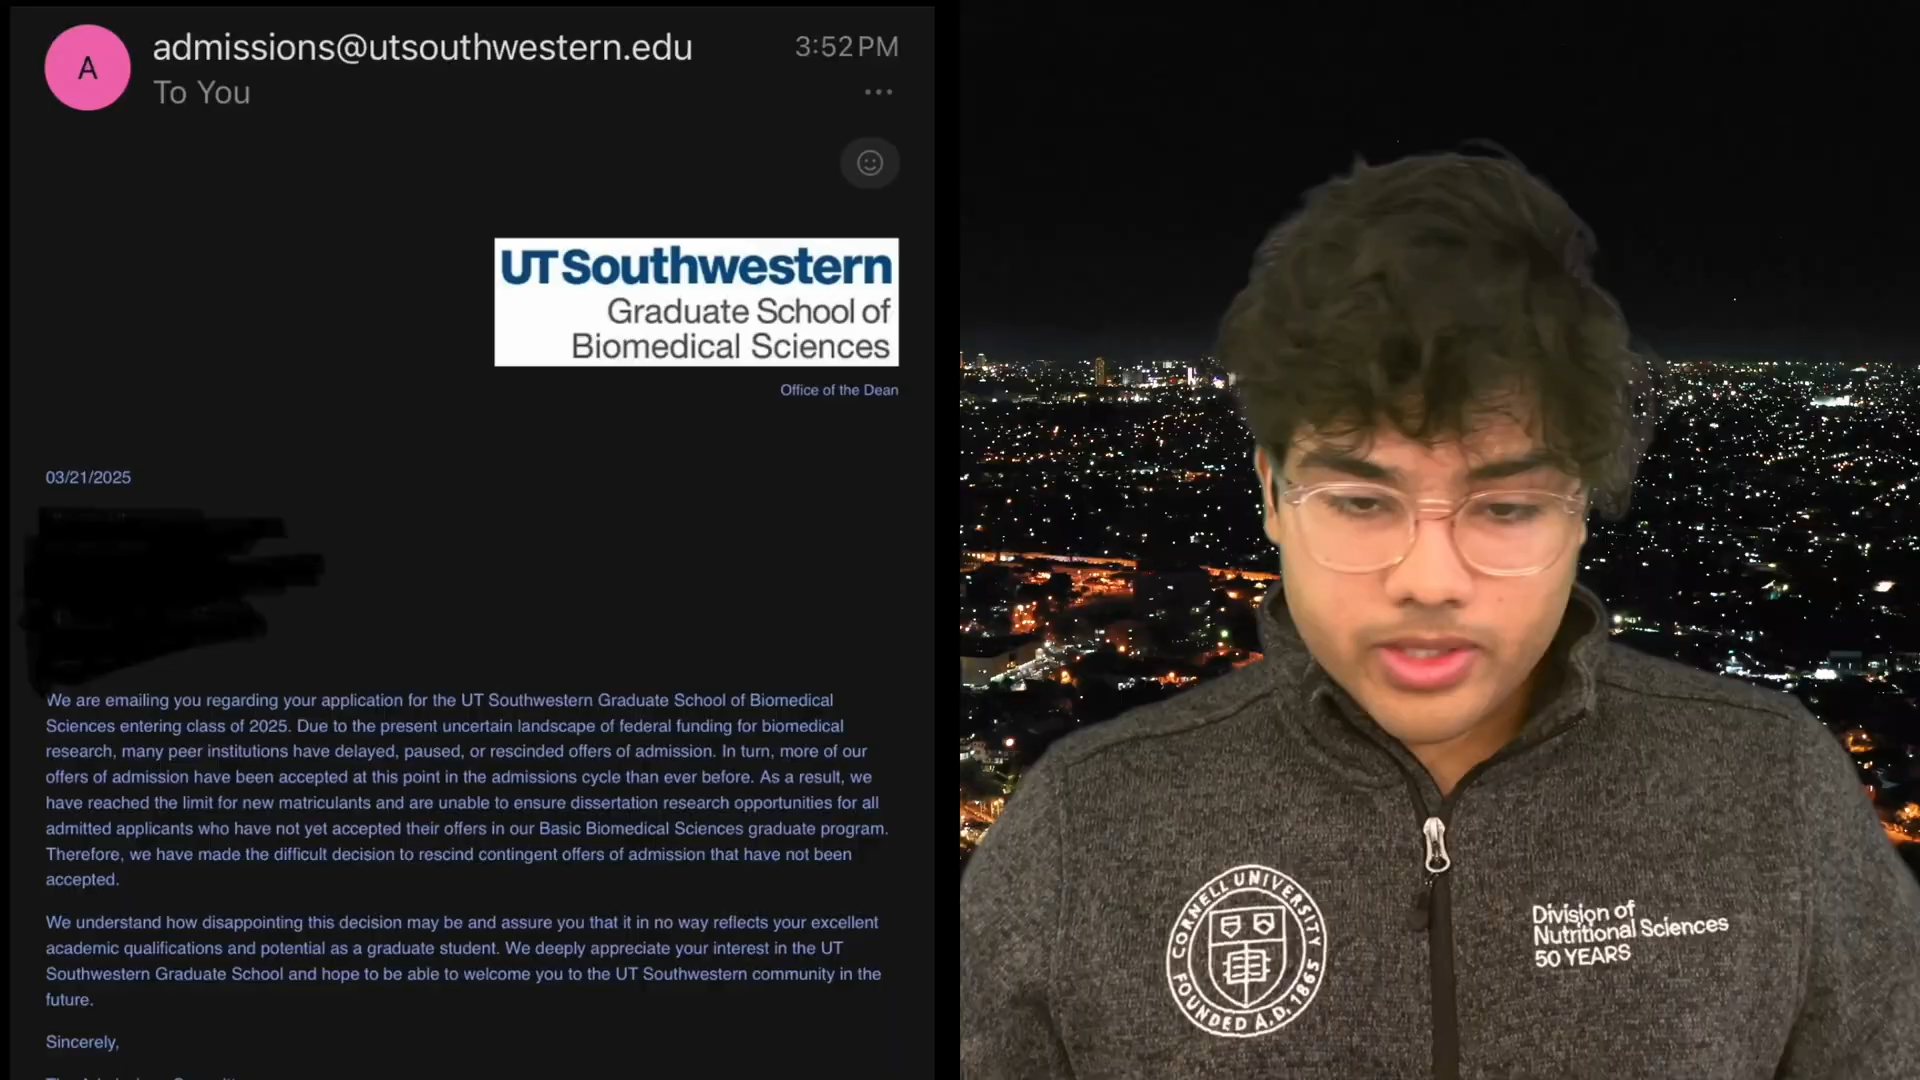 A
admissions@utsouthwestern.edu
3:52 PM
To You
UT Southwestern
Graduate School of
Biomedical Sciences
Office of the Dean
03/21/2025
We are emailing you regarding your application for the UT Southwestern Graduate School of Biomedical
Sciences entering class of 2025. Due to the present uncertain landscape of federal funding for biomedical
research, many peer institutions have delayed, paused, or rescinded offers of admission. In turn, more of our
offers of admission have been accepted at this point in the admissions cycle than ever before. As a result, we
have reached the limit for new matriculants and are unable to ensure dissertation research opportunities for all
admitted applicants who have not yet accepted their offers in our Basic Biomedical Sciences graduate program.
Therefore, we have made the difficult decision to rescind contingent offers of admission that have not been
accepted.
We understand how disappointing this decision may be and assure you that it in no way reflects your excellent
academic qualifications and potential as a graduate student. We deeply appreciate your interest in the UT
Southwestern Graduate School and hope to be able to welcome you to the UT Southwestern community in the
future.
Sincerely,
CORNELL UNIVERSITY
FOUNDED A.D. 1865
Division of
Nutritional Sciences
50 YEARS